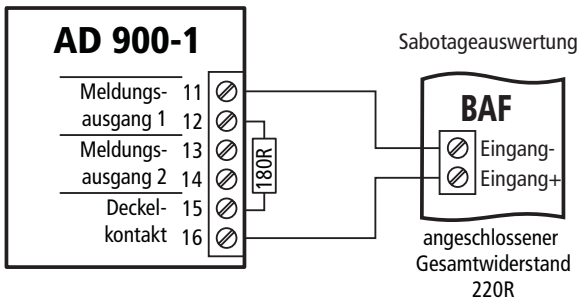 AD 900-1
Meldungs- 11
ausgang 1 12
Meldungs- 13
ausgang 2 14
Deckel- 15
kontakt 16
180R
Sabotageauswertung
BAF
Eingang-
Eingang+
angeschlossener
Gesamtwiderstand
220R